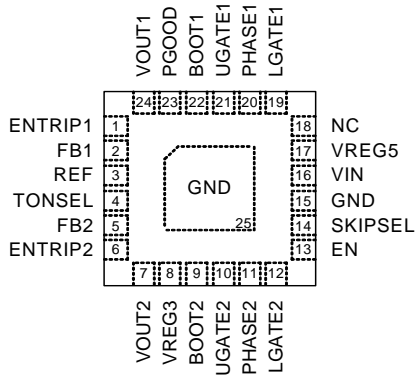 VOUT1
PGOOD
BOOT1
UGATE1
PHASE1
LGATE1
24 23 22 21 20 19
ENTRIP1 1
FB1 2
REF 3
TONSEL 4
FB2 5
ENTRIP2 6
GND
25
18 NC
17 VREG5
16 VIN
15 GND
14 SKIPSEL
13 EN
7 8 9 10 11 12
VOUT2
VREG3
BOOT2
UGATE2
PHASE2
LGATE2